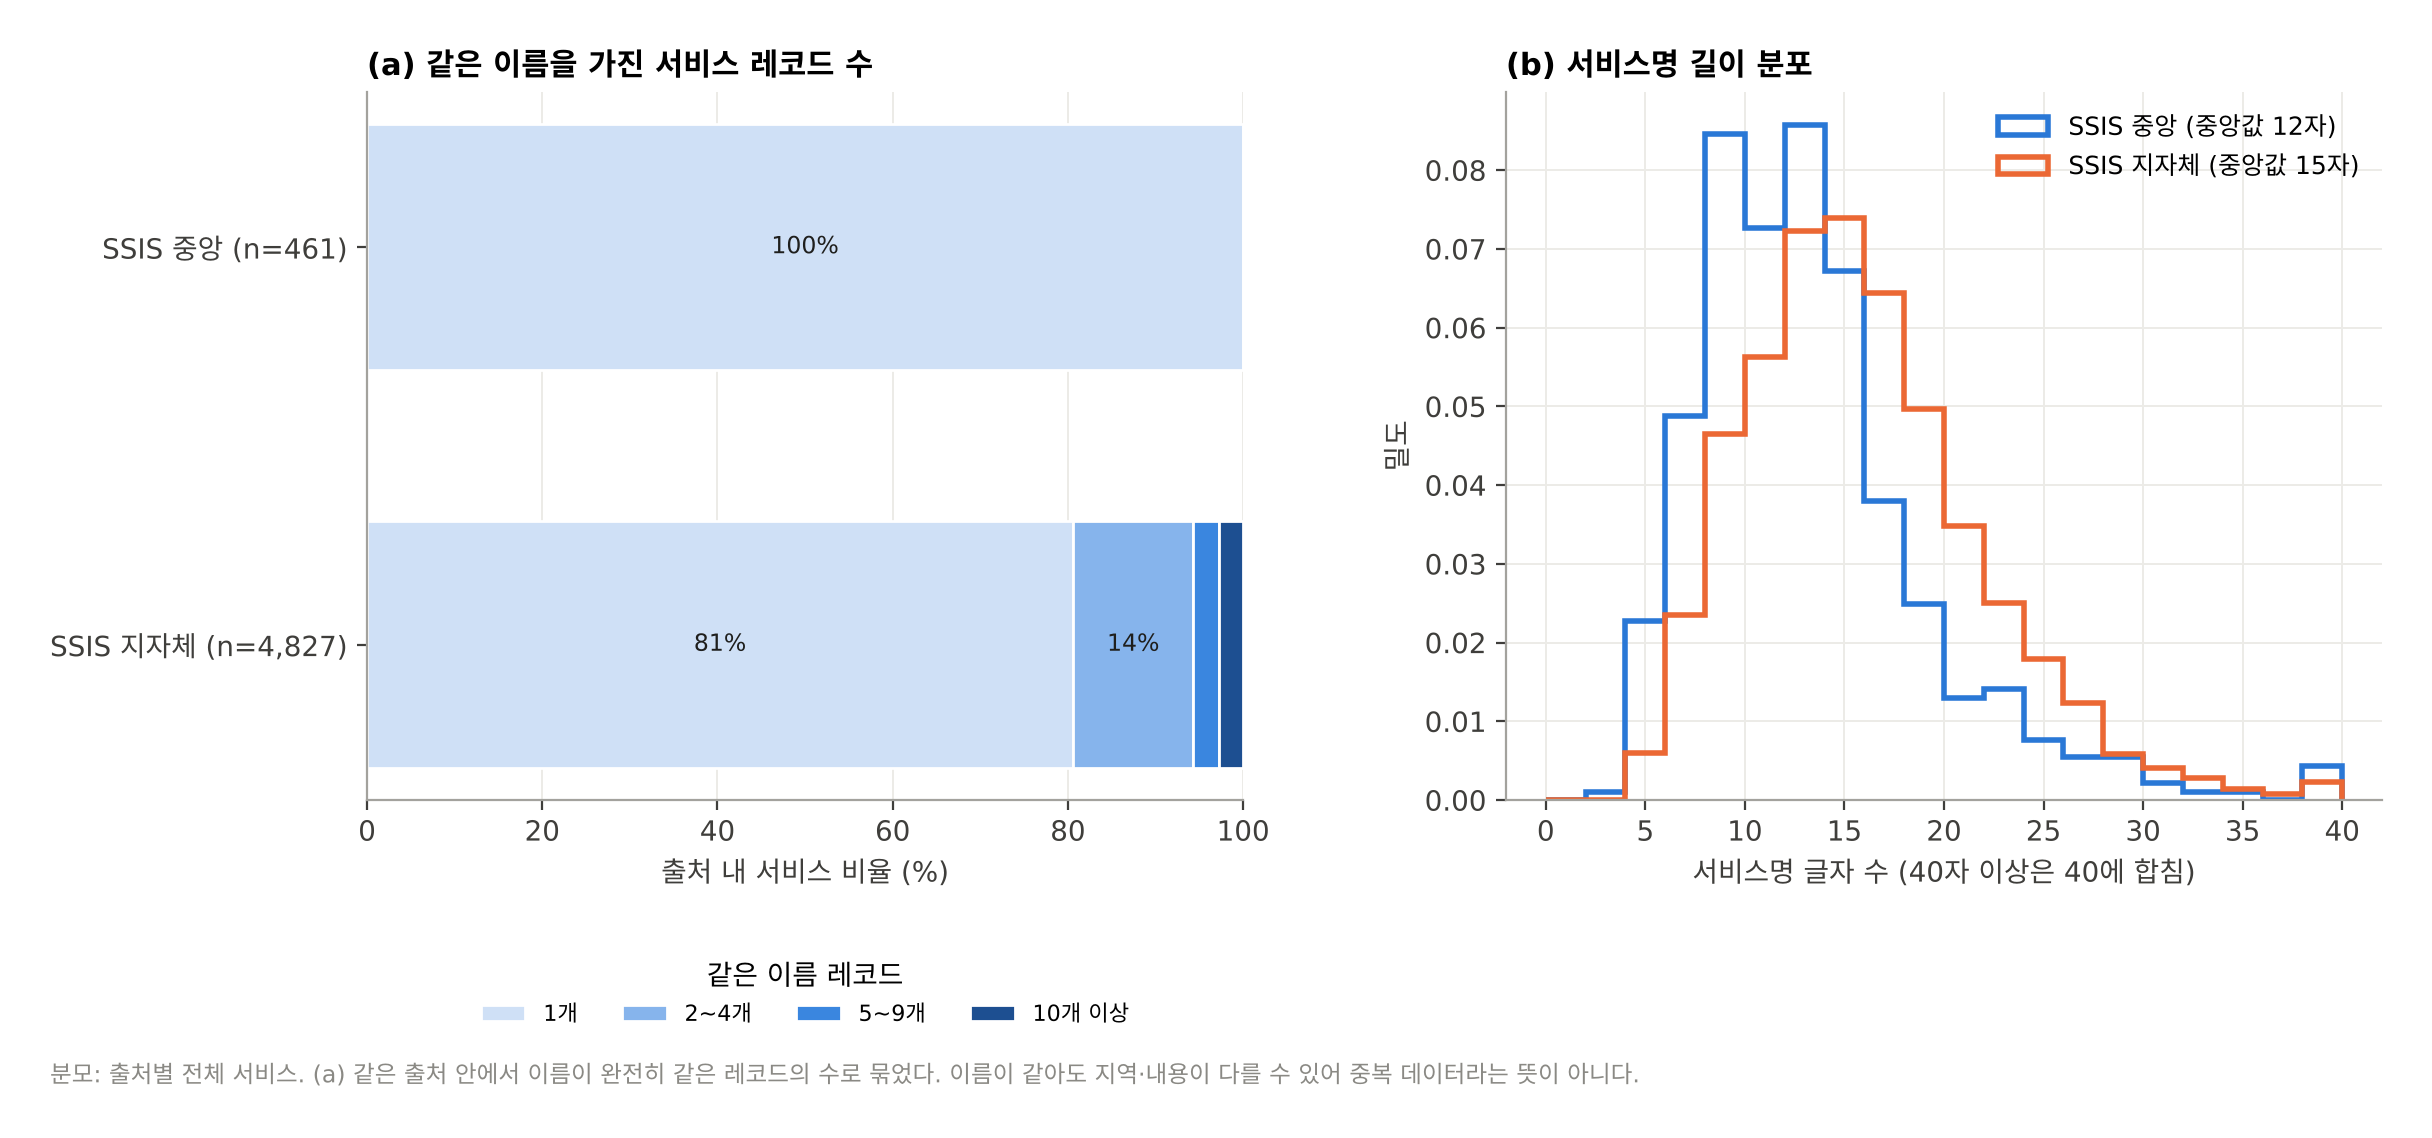 (a) 같은 이름을 가진 서비스 레코드 수
SSIS 중앙 (n=461)
100%
SSIS 지자체 (n=4,827)
81%
14%
0 20 40 60 80 100
출처 내 서비스 비율 (%)
같은 이름 레코드
1개 2~4개 5~9개 10개 이상
(b) 서비스명 길이 분포
SSIS 중앙 (중앙값 12자)
SSIS 지자체 (중앙값 15자)
밀도
0.08
0.07
0.06
0.05
0.04
0.03
0.02
0.01
0.00
0 5 10 15 20 25 30 35 40
서비스명 글자 수 (40자 이상은 40에 합침)
분모: 출처별 전체 서비스. (a) 같은 출처 안에서 이름이 완전히 같은 레코드의 수로 묶었다. 이름이 같아도 지역·내용이 다를 수 있어 중복 데이터라는 뜻이 아니다.